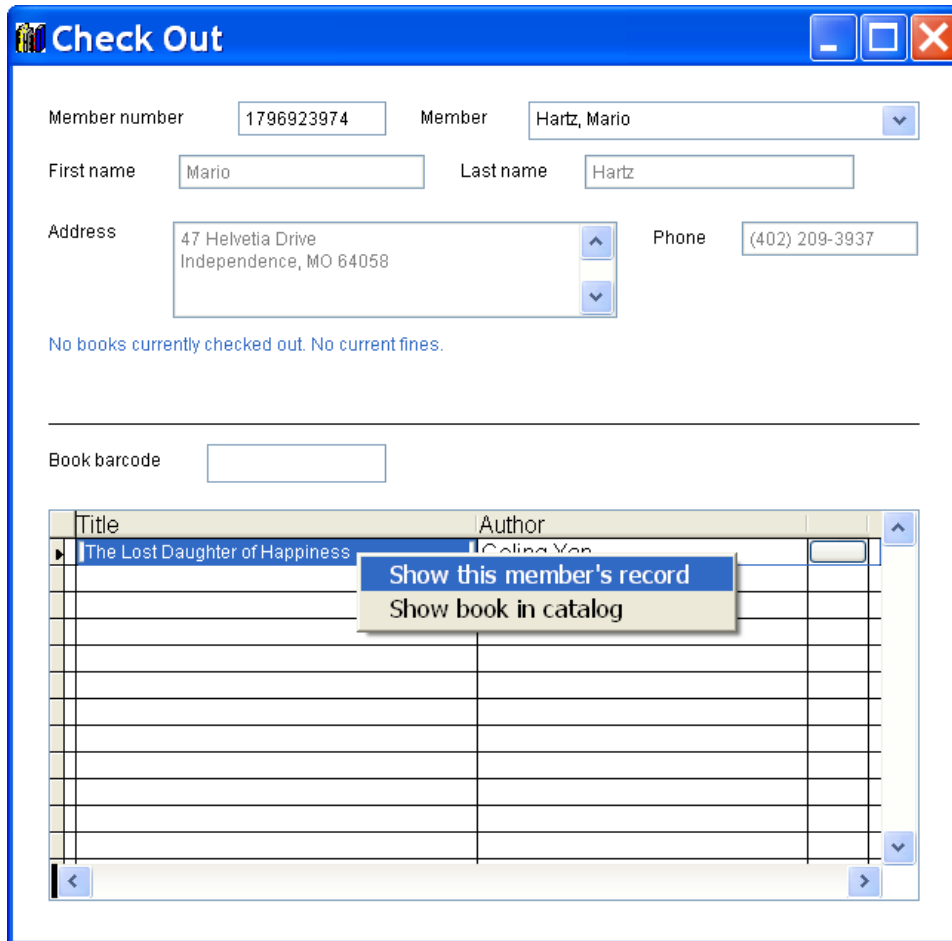 Check Out
Member number 1796923974 Member Hartz, Mario
First name Mario Last name Hartz
Address 47 Helvetia Drive Phone (402) 209-3937
Independence, MO 64058
No books currently checked out. No current fines.
Book barcode
Title Author
The Lost Daughter of Happiness
Show this member's record
Show book in catalog